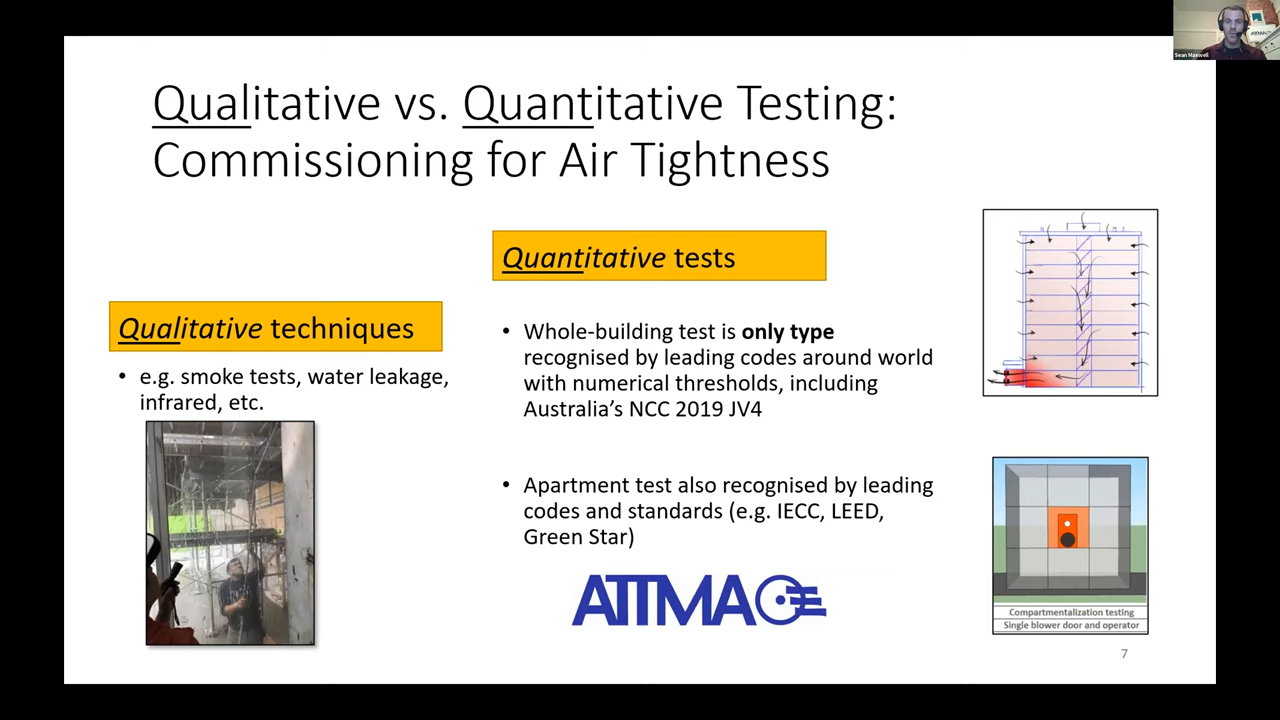 Sean Maxwell
Qualitative vs. Quantitative Testing:
Commissioning for Air Tightness
Qualitative techniques
• e.g. smoke tests, water leakage,
infrared, etc.
Quantitative tests
• Whole-building test is only type
recognised by leading codes around world
with numerical thresholds, including
Australia’s NCC 2019 JV4
• Apartment test also recognised by leading
codes and standards (e.g. IECC, LEED,
Green Star)
ATTMA
Compartmentalization testing
Single blower door and operator
7